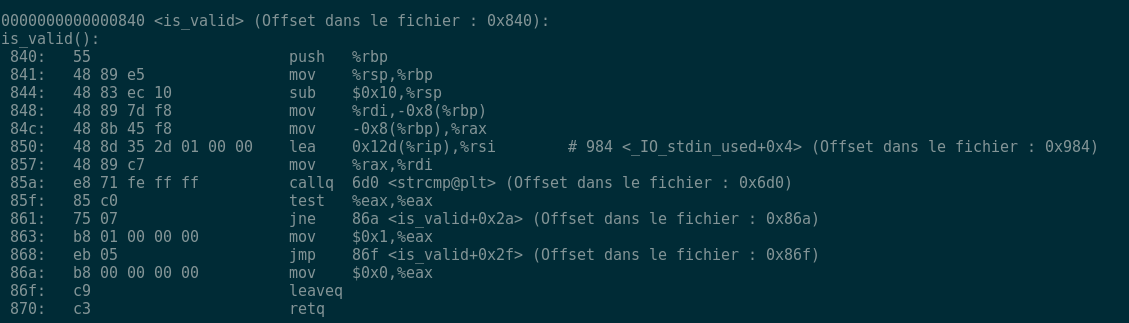 0000000000000840 <is_valid> (Offset dans le fichier : 0x840):
is_valid():
 840:   55                      	push   %rbp
 841:   48 89 e5                	mov    %rsp,%rbp
 844:   48 83 ec 10             	sub    $0x10,%rsp
 848:   48 89 7d f8             	mov    %rdi,-0x8(%rbp)
 84c:   48 8b 45 f8             	mov    -0x8(%rbp),%rax
 850:   48 8d 35 2d 01 00 00    	lea    0x12d(%rip),%rsi        # 984 <_IO_stdin_used+0x4> (Offset dans le fichier : 0x984)
 857:   48 89 c7                	mov    %rax,%rdi
 85a:   e8 71 fe ff ff          	callq  6d0 <strcmp@plt> (Offset dans le fichier : 0x6d0)
 85f:   85 c0                   	test   %eax,%eax
 861:   75 07                   	jne    86a <is_valid+0x2a> (Offset dans le fichier : 0x86a)
 863:   b8 01 00 00 00          	mov    $0x1,%eax
 868:   eb 05                   	jmp    86f <is_valid+0x2f> (Offset dans le fichier : 0x86f)
 86a:   b8 00 00 00 00          	mov    $0x0,%eax
 86f:   c9                      	leaveq
 870:   c3                      	retq